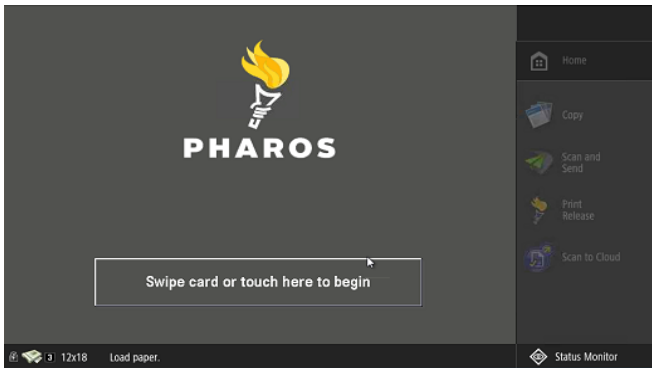 PHAROS
Swipe card or touch here to begin
Home
Copy
Scan and
Send
Print
Release
Scan to Cloud
3 12x18 Load paper.
Status Monitor